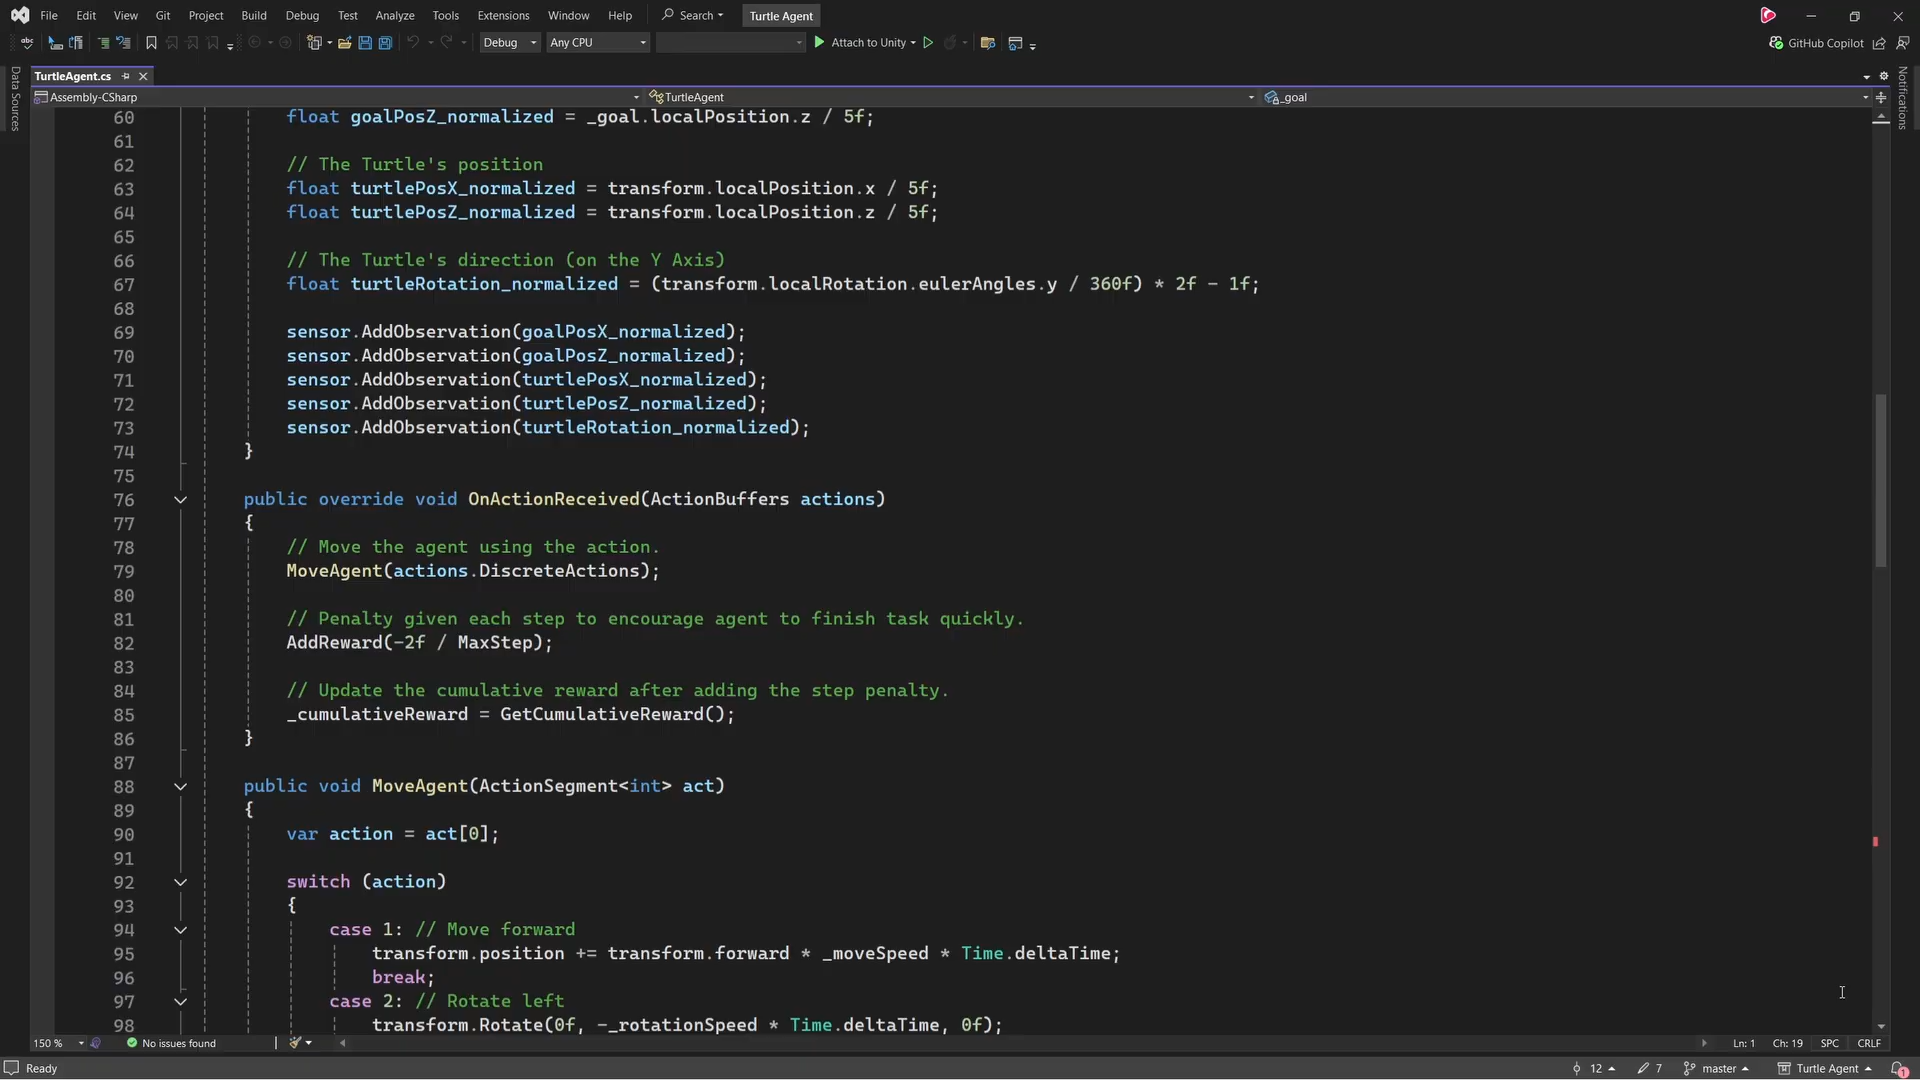 File Edit View Git Project Build Debug Test Analyze Tools Extensions Window Help Search Turtle Agent
Debug Any CPU Attach to Unity GitHub Copilot
TurtleAgent.cs
Assembly-CSharp TurtleAgent _goal
Data Sources
Notifications
60 float goalPosZ_normalized = _goal.localPosition.z / 5f;
61
62 // The Turtle's position
63 float turtlePosX_normalized = transform.localPosition.x / 5f;
64 float turtlePosZ_normalized = transform.localPosition.z / 5f;
65
66 // The Turtle's direction (on the Y Axis)
67 float turtleRotation_normalized = (transform.localRotation.eulerAngles.y / 360f) * 2f - 1f;
68
69 sensor.AddObservation(goalPosX_normalized);
70 sensor.AddObservation(goalPosZ_normalized);
71 sensor.AddObservation(turtlePosX_normalized);
72 sensor.AddObservation(turtlePosZ_normalized);
73 sensor.AddObservation(turtleRotation_normalized);
74 }
75
76 public override void OnActionReceived(ActionBuffers actions)
77 {
78 // Move the agent using the action.
79 MoveAgent(actions.DiscreteActions);
80
81 // Penalty given each step to encourage agent to finish task quickly.
82 AddReward(-2f / MaxStep);
83
84 // Update the cumulative reward after adding the step penalty.
85 _cumulativeReward = GetCumulativeReward();
86 }
87
88 public void MoveAgent(ActionSegment<int> act)
89 {
90 var action = act[0];
91
92 switch (action)
93 {
94 case 1: // Move forward
95 transform.position += transform.forward * _moveSpeed * Time.deltaTime;
96 break;
97 case 2: // Rotate left
98 transform.Rotate(0f, -_rotationSpeed * Time.deltaTime, 0f);
150 % No issues found Ln: 1 Ch: 19 SPC CRLF
Ready 12 7 master Turtle Agent 1